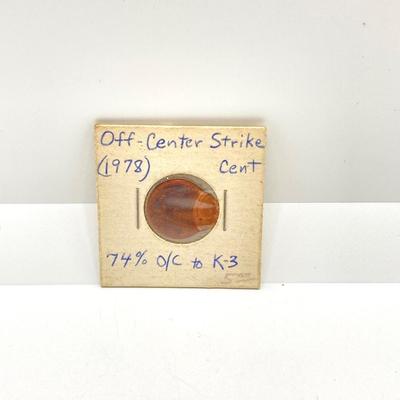 Off-Center Strike
(1978) Cent
74% O/C to K-3